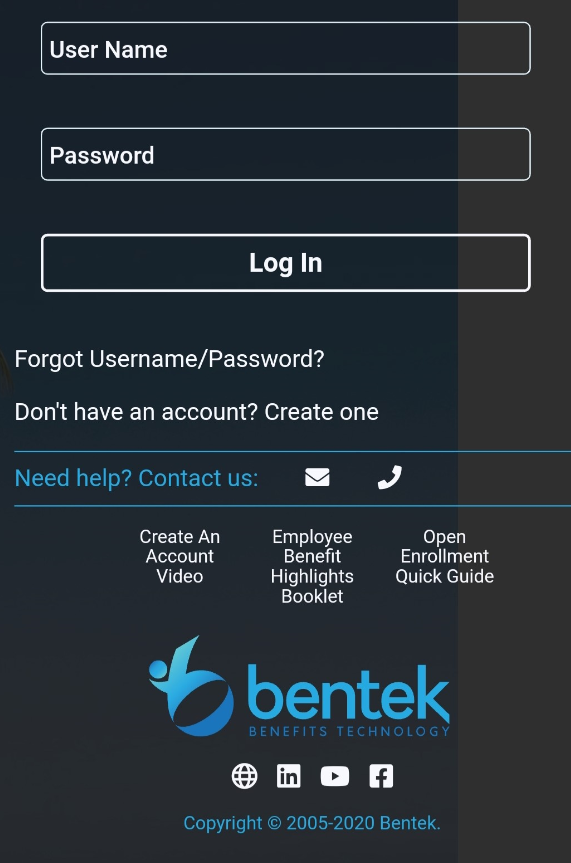 User Name
Password
Log In
Forgot Username/Password?
Don't have an account? Create one
Need help? Contact us:
Create An
Account
Video
Employee
Benefit
Highlights
Booklet
Open
Enrollment
Quick Guide
bentek
BENEFITS TECHNOLOGY
Copyright © 2005-2020 Bentek.